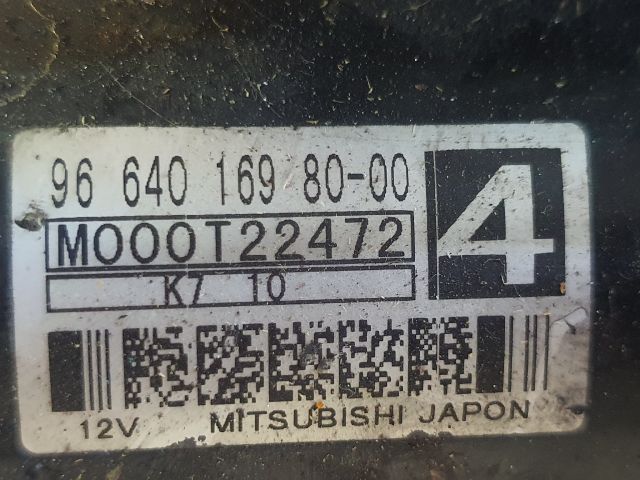 96 640 169 80-00
4
M000T22472
K7 10
12V MITSUBISHI JAPON